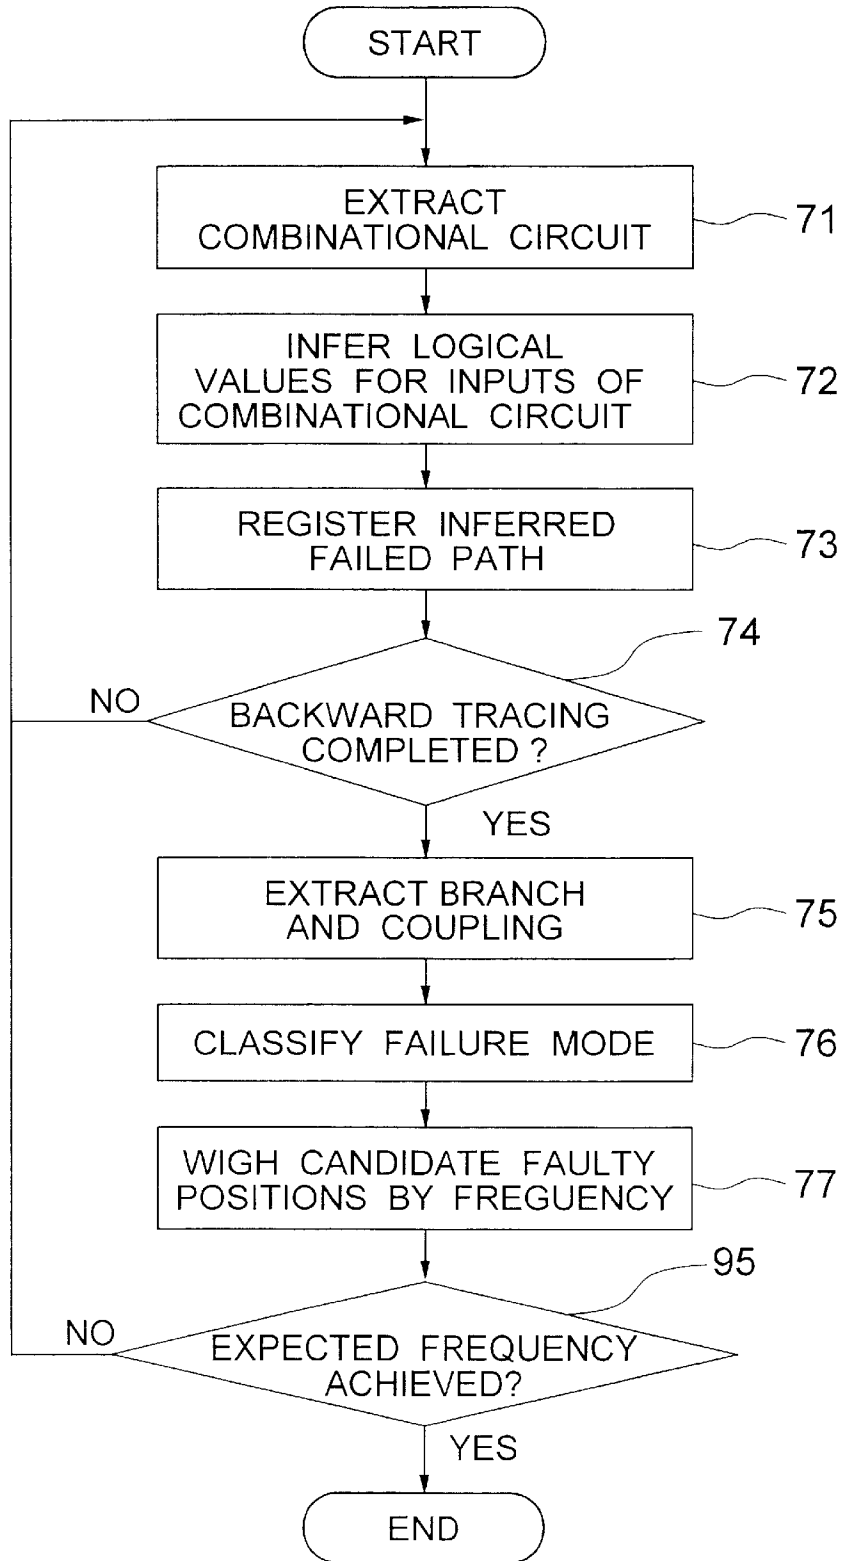 START
EXTRACT
COMBINATIONAL CIRCUIT
71
INFER LOGICAL
VALUES FOR INPUTS OF
COMBINATIONAL CIRCUIT
72
REGISTER INFERRED
FAILED PATH
73
74
NO
BACKWARD TRACING
COMPLETED ?
YES
EXTRACT BRANCH
AND COUPLING
75
CLASSIFY FAILURE MODE
76
WIGH CANDIDATE FAULTY
POSITIONS BY FREGUENCY
77
95
NO
EXPECTED FREQUENCY
ACHIEVED?
YES
END